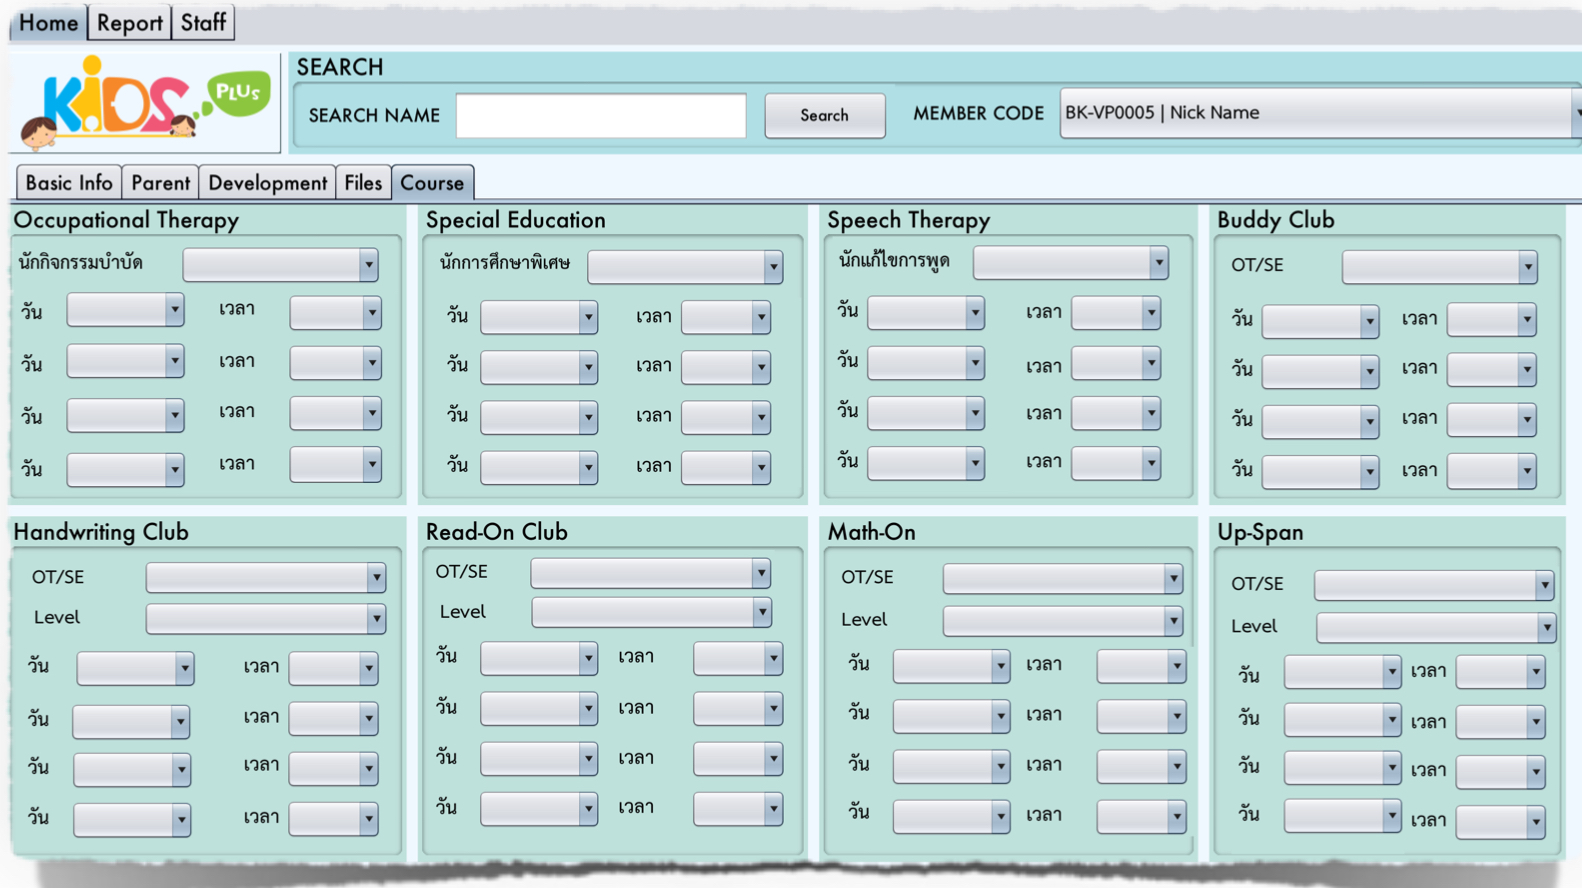 Home Report Staff
KiDS PLUS
SEARCH
SEARCH NAME Search MEMBER CODE BK-VP0005 | Nick Name
Basic Info Parent Development Files Course
Occupational Therapy
นักกิจกรรมบำบัด
วัน เวลา
วัน เวลา
วัน เวลา
วัน เวลา
Special Education
นักการศึกษาพิเศษ
วัน เวลา
วัน เวลา
วัน เวลา
วัน เวลา
Speech Therapy
นักแก้ไขการพูด
วัน เวลา
วัน เวลา
วัน เวลา
วัน เวลา
Buddy Club
OT/SE
วัน เวลา
วัน เวลา
วัน เวลา
วัน เวลา
Handwriting Club
OT/SE
Level
วัน เวลา
วัน เวลา
วัน เวลา
วัน เวลา
Read-On Club
OT/SE
Level
วัน เวลา
วัน เวลา
วัน เวลา
วัน เวลา
Math-On
OT/SE
Level
วัน เวลา
วัน เวลา
วัน เวลา
วัน เวลา
Up-Span
OT/SE
Level
วัน เวลา
วัน เวลา
วัน เวลา
วัน เวลา